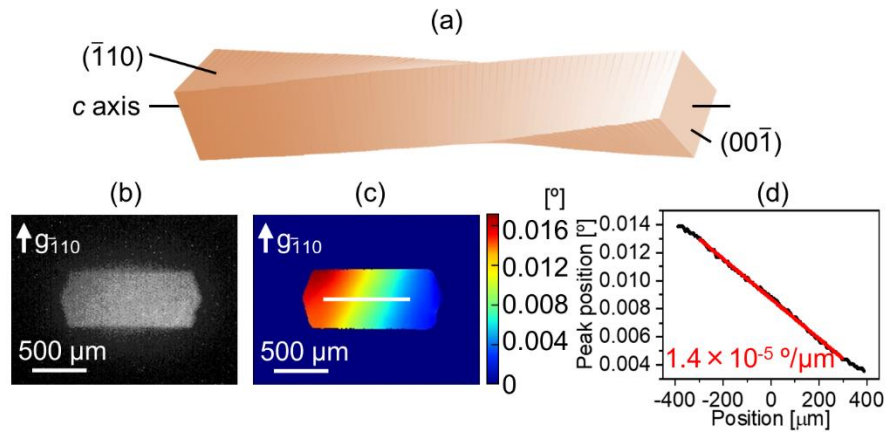 (a)
(1̅10)
c axis
(001̅)
(b)
g1̅10
500 µm
(c)
[º]
g1̅10
0.016
0.012
0.008
0.004
0
500 µm
(d)
Peak position [º]
0.014
0.012
0.010
0.008
0.006
0.004
1.4 × 10-5 º/µm
-400 -200 0 200 400
Position [µm]